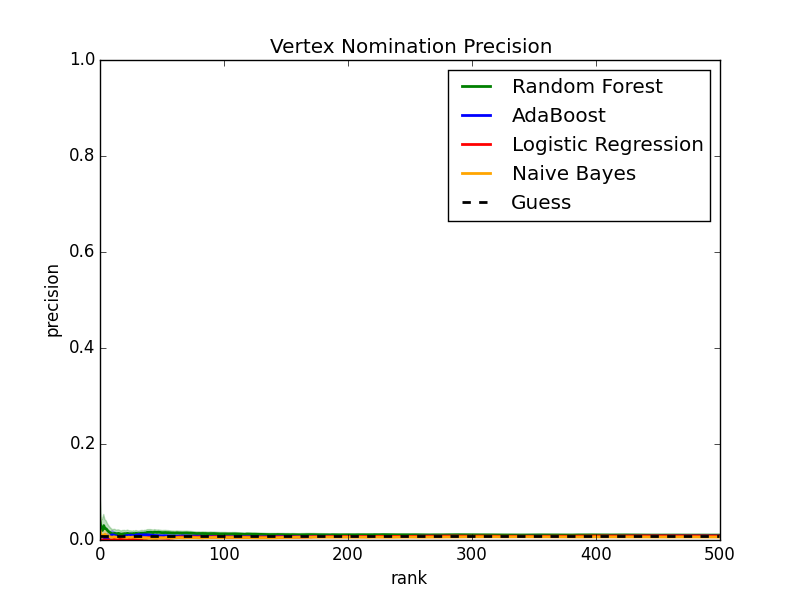 Vertex Nomination Precision
1.0
0.8
0.6
0.4
0.2
0.0
precision
Random Forest
AdaBoost
Logistic Regression
Naive Bayes
Guess
0
100
200
300
400
500
rank